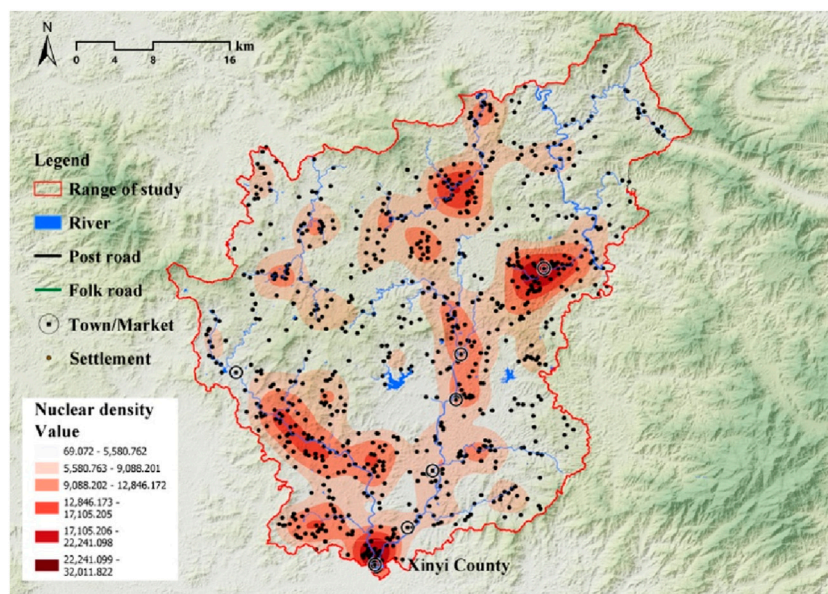 N
0 4 8 16
km
Legend
Range of study
River
Post road
Folk road
Town/Market
Settlement
Nuclear density
Value
69.072 - 5,580.762
5,580.763 - 9,088.201
9,088.202 - 12,846.172
12,846.173 -
17,105.205
17,105.206 -
22,241.098
22,241.099 -
32,011.822
Xinyi County